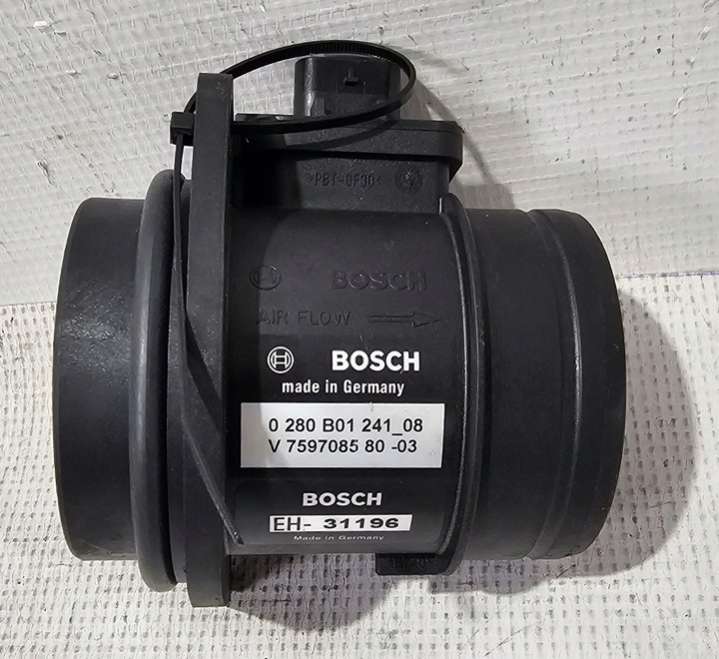 >PBT-GF30<
BOSCH
AIR FLOW
BOSCH
made in Germany
0 280 B01 241_08
V 7597085 80 -03
BOSCH
EH- 31196
Made in Germany